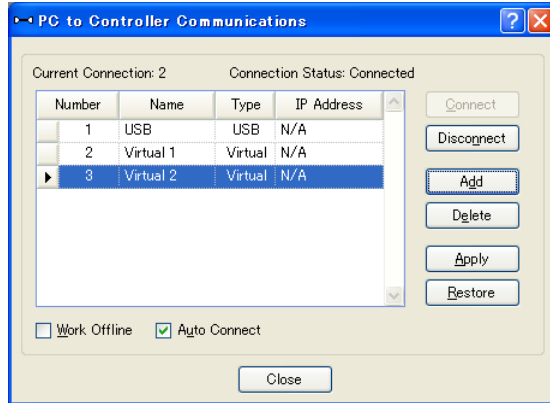 PC to Controller Communications
Current Connection: 2 Connection Status: Connected
Number Name Type IP Address
1 USB USB N/A
2 Virtual 1 Virtual N/A
3 Virtual 2 Virtual N/A
Connect
Disconnect
Add
Delete
Apply
Restore
Work Offline Auto Connect
Close